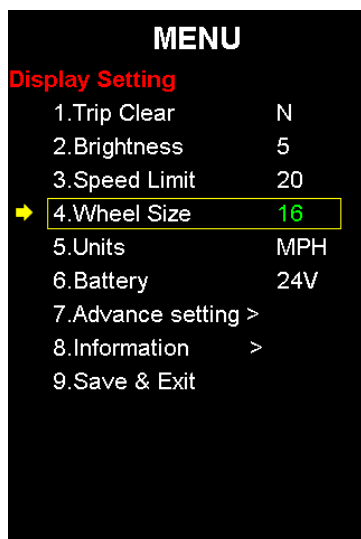 MENU
Display Setting
1.Trip Clear N
2.Brightness 5
3.Speed Limit 20
4.Wheel Size 16
5.Units MPH
6.Battery 24V
7.Advance setting >
8.Information >
9.Save & Exit